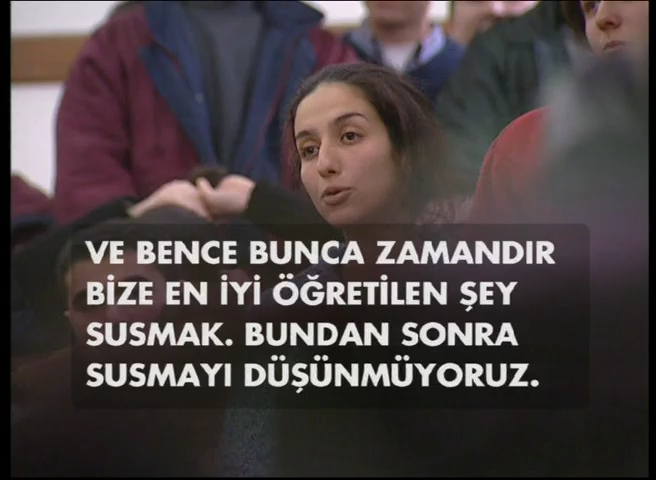 VE BENCE BUNCA ZAMANDIR
BİZE EN İYİ ÖĞRETİLEN ŞEY
SUSMAK. BUNDAN SONRA
SUSMAYI DÜŞÜNMÜYORUZ.